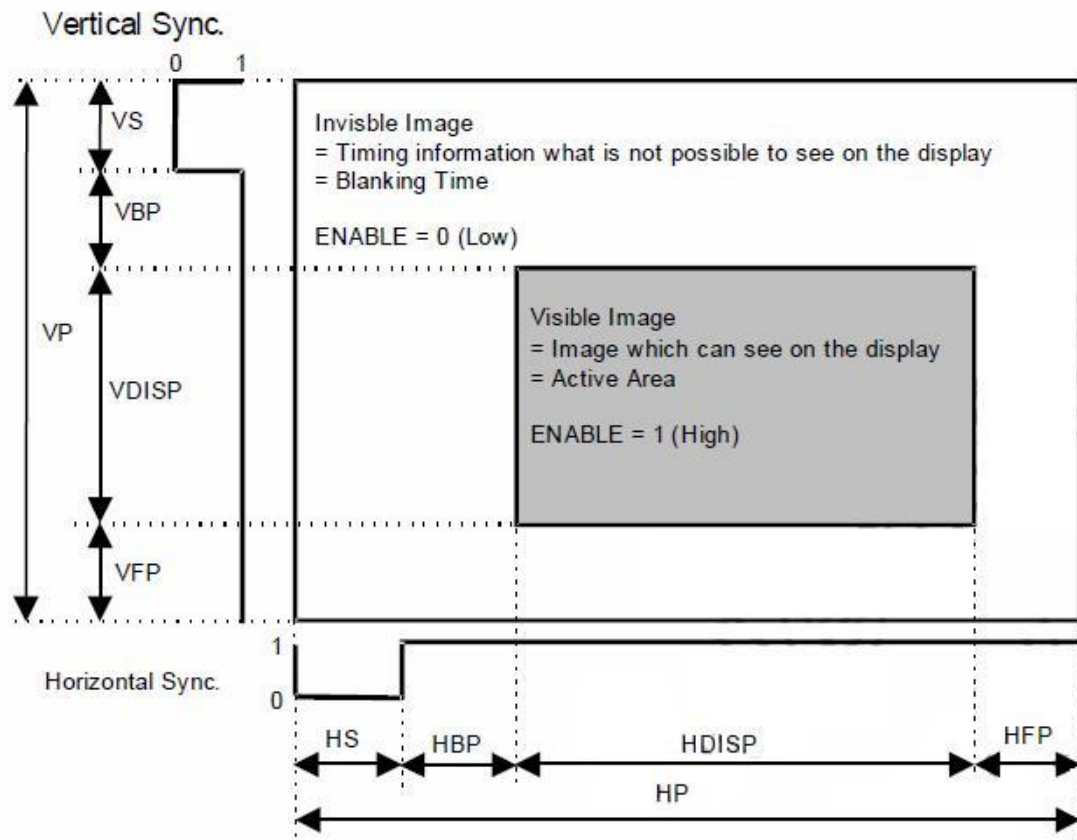 Vertical Sync.
0 1
VS
Invisble Image
= Timing information what is not possible to see on the display
= Blanking Time
VBP
ENABLE = 0 (Low)
VP
Visible Image
= Image which can see on the display
= Active Area
VDISP
ENABLE = 1 (High)
VFP
1
Horizontal Sync.
0
HS HBP HDISP HFP
HP